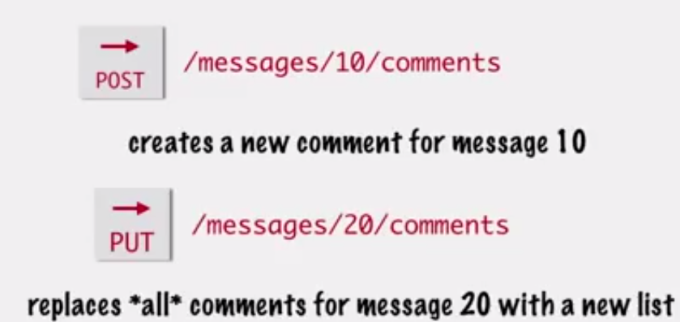 POST /messages/10/comments
creates a new comment for message 10
PUT /messages/20/comments
replaces *all* comments for message 20 with a new list